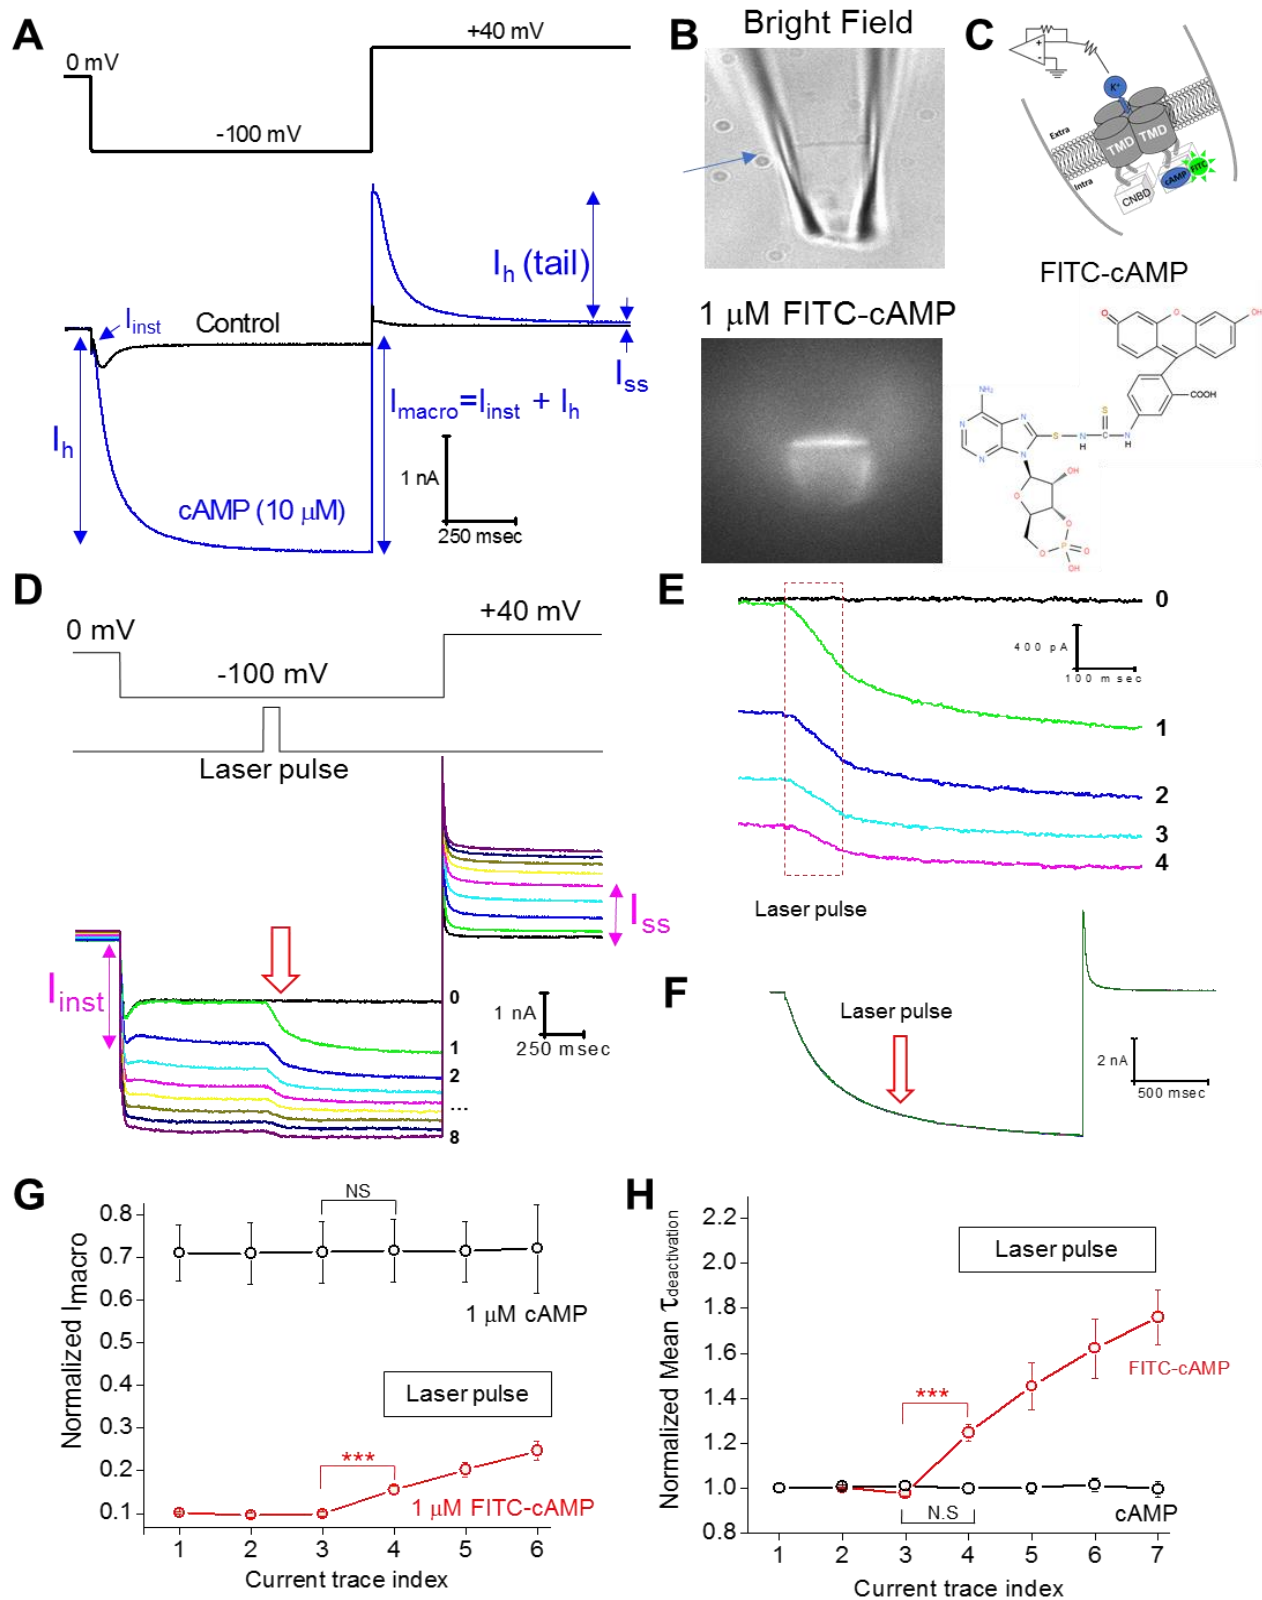 A
0 mV
-100 mV
+40 mV
Iinst
Control
Ih (tail)
Iss
Ih
Imacro=Iinst + Ih
cAMP (10 μM)
1 nA
250 msec
B
Bright Field
1 μM FITC-cAMP
C
K+
Extra
TMD
TMD
Intra
CNBD
cAMP
FITC
FITC-cAMP
O
O
OH
COOH
NH2
N
N
N
N
N
S
N
H
C
S
N
H
OH
O
O
O
P
O
OH
D
0 mV
-100 mV
+40 mV
Laser pulse
Iss
Iinst
0
1
2
...
8
1 nA
250 msec
E
0
400 pA
100 msec
1
2
3
4
Laser pulse
F
Laser pulse
2 nA
500 msec
G
Normalized Imacro
0.8
0.7
0.6
0.5
0.4
0.3
0.2
0.1
NS
1 μM cAMP
Laser pulse
***
1 μM FITC-cAMP
1 2 3 4 5 6
Current trace index
H
Normalized Mean τdeactivation
2.2
2.0
1.8
1.6
1.4
1.2
1.0
0.8
Laser pulse
FITC-cAMP
***
N.S
cAMP
1 2 3 4 5 6 7
Current trace index